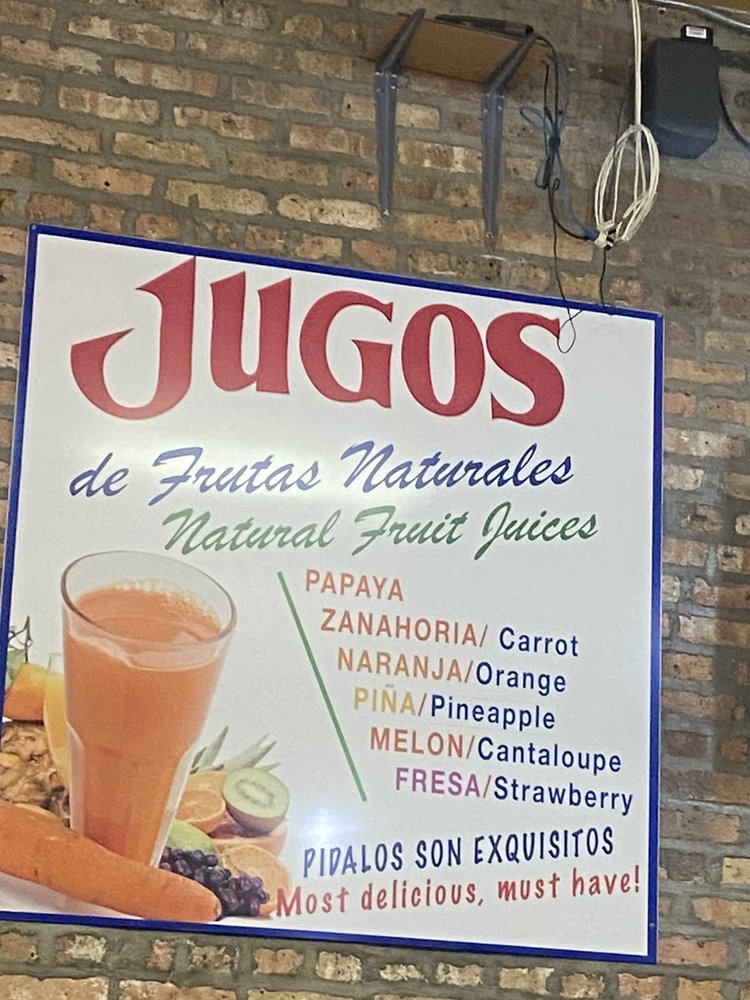 JUGOS
de Frutas Naturales
Natural Fruit Juices
PAPAYA
ZANAHORIA/ Carrot
NARANJA/Orange
PIÑA/Pineapple
MELON/Cantaloupe
FRESA/Strawberry
PIDALOS SON EXQUISITOS
Most delicious, must have!